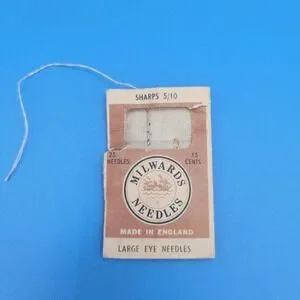 SHARPS 5/10
25 NEEDLES
15 CENTS
MILWARDS
NEEDLES
MADE IN ENGLAND
LARGE EYE NEEDLES